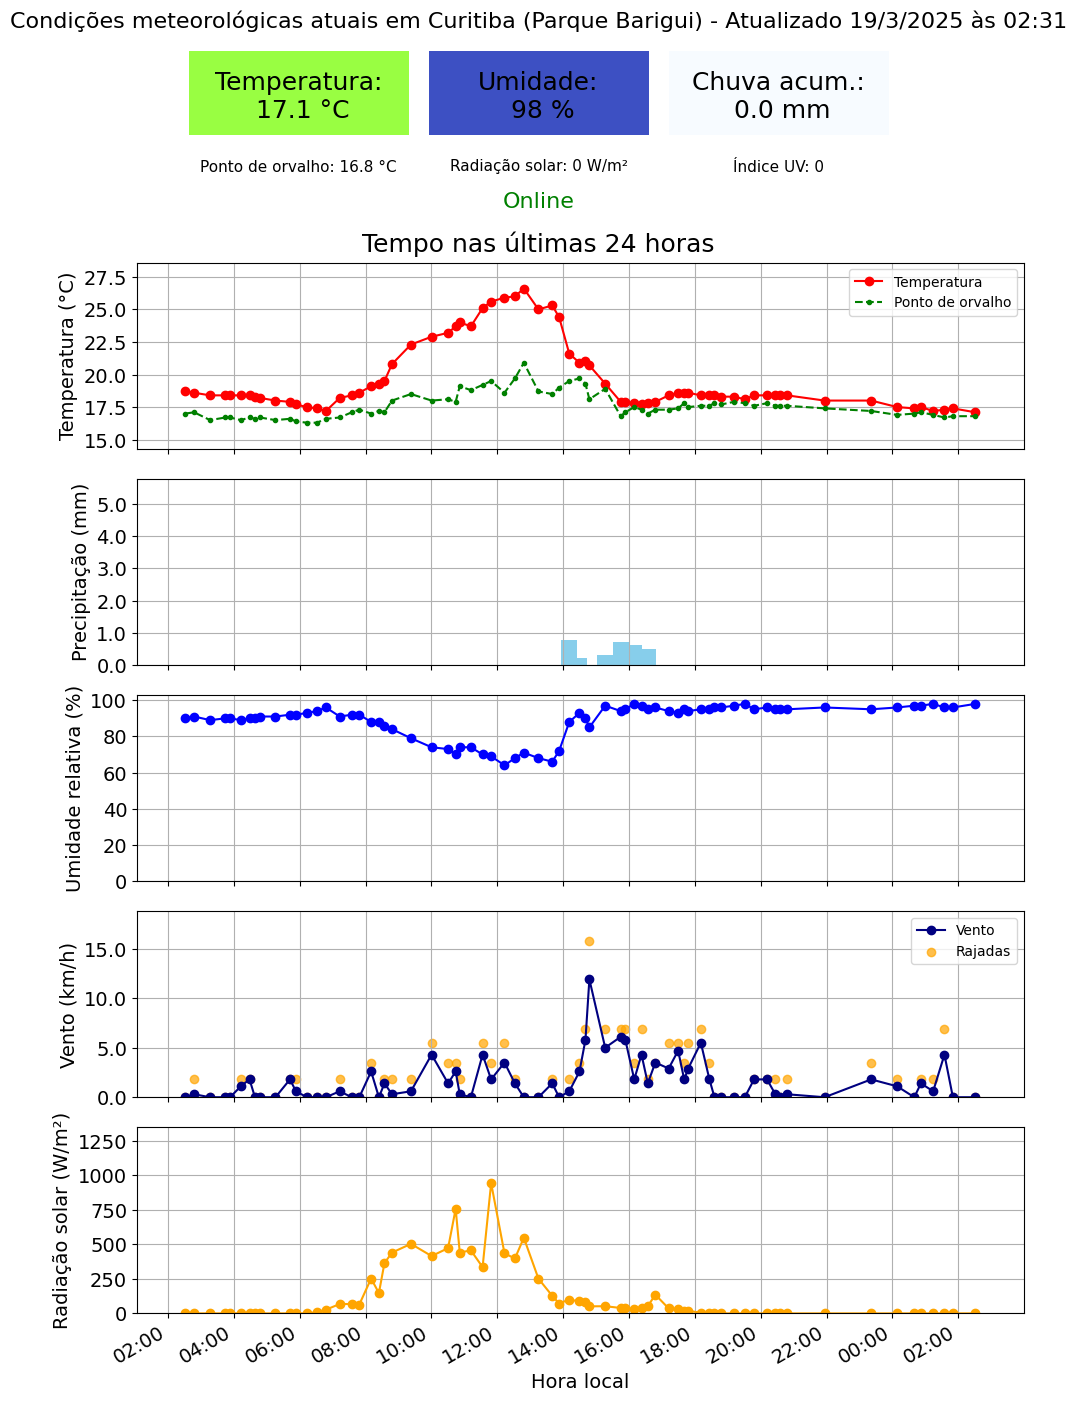 Condições meteorológicas atuais em Curitiba (Parque Barigui) - Atualizado 19/3/2025 às 02:31
Temperatura:
17.1 °C
Umidade:
98 %
Chuva acum.:
0.0 mm
Ponto de orvalho: 16.8 °C
Radiação solar: 0 W/m²
Índice UV: 0
Online
Tempo nas últimas 24 horas
Temperatura (°C)
27.5
25.0
22.5
20.0
17.5
15.0
Temperatura
Ponto de orvalho
Precipitação (mm)
5.0
4.0
3.0
2.0
1.0
0.0
Umidade relativa (%)
100
80
60
40
20
0
Vento (km/h)
15.0
10.0
5.0
0.0
Vento
Rajadas
Radiação solar (W/m²)
1250
1000
750
500
250
0
02:00
04:00
06:00
08:00
10:00
12:00
14:00
16:00
18:00
20:00
22:00
00:00
02:00
Hora local